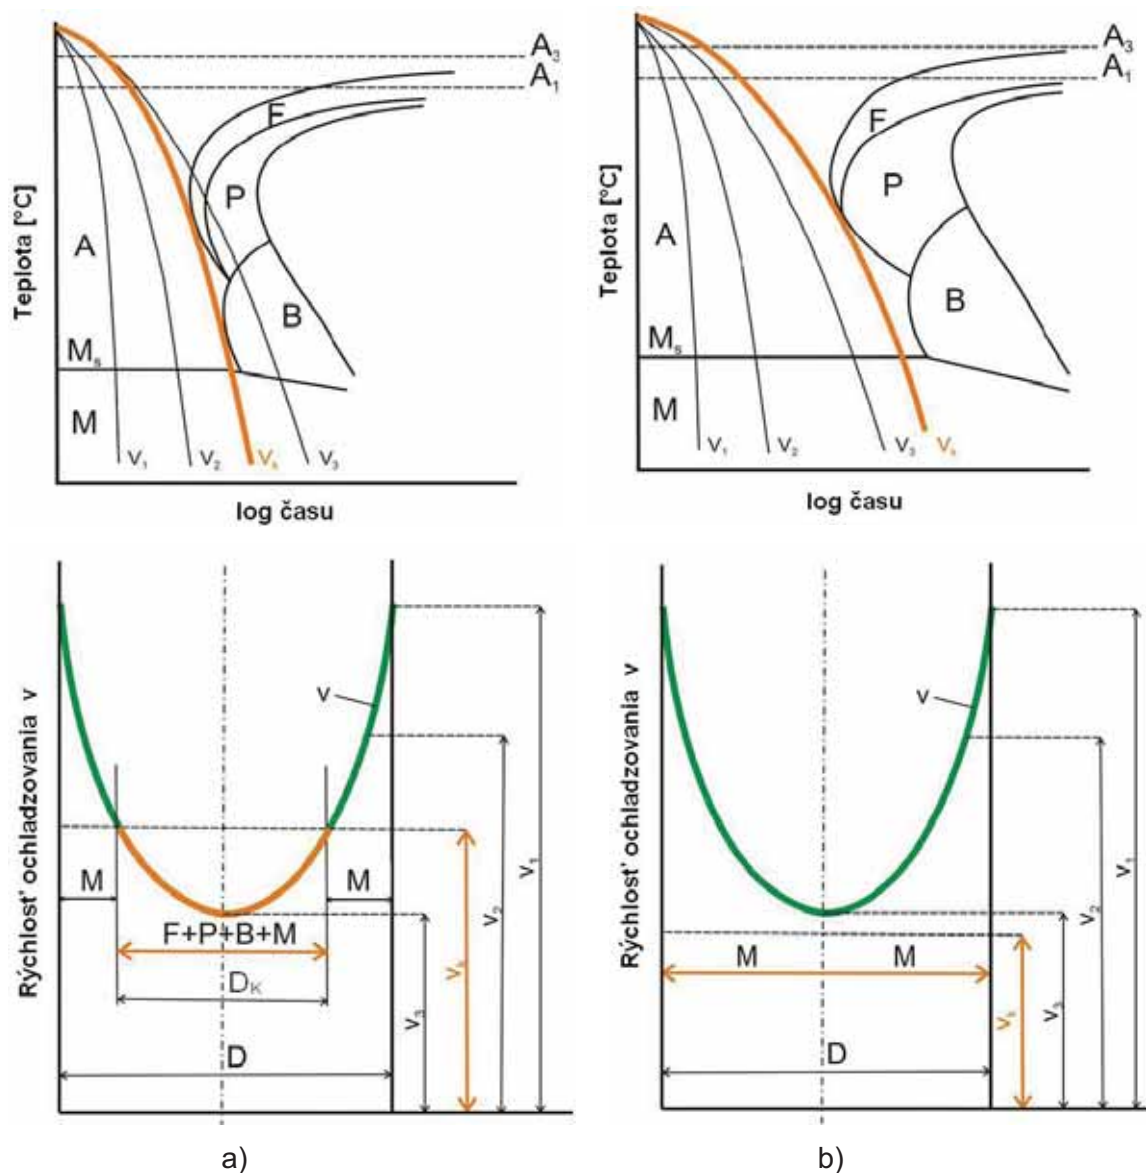 A₃
A₁
F
P
A
B
Mₛ
M
V₁
V₂
Vₖ
V₃
Teplota [°C]
log času
A₃
A₁
F
P
A
B
Mₛ
M
V₁
V₂
V₃
Vₖ
Teplota [°C]
log času
Rýchlosť ochladzovania v
v
M
M
F+P+B+M
D_K
D
v₃
vₖ
v₂
v₁
Rýchlosť ochladzovania v
v
M
M
D
vₖ
v₃
v₂
v₁
a)
b)